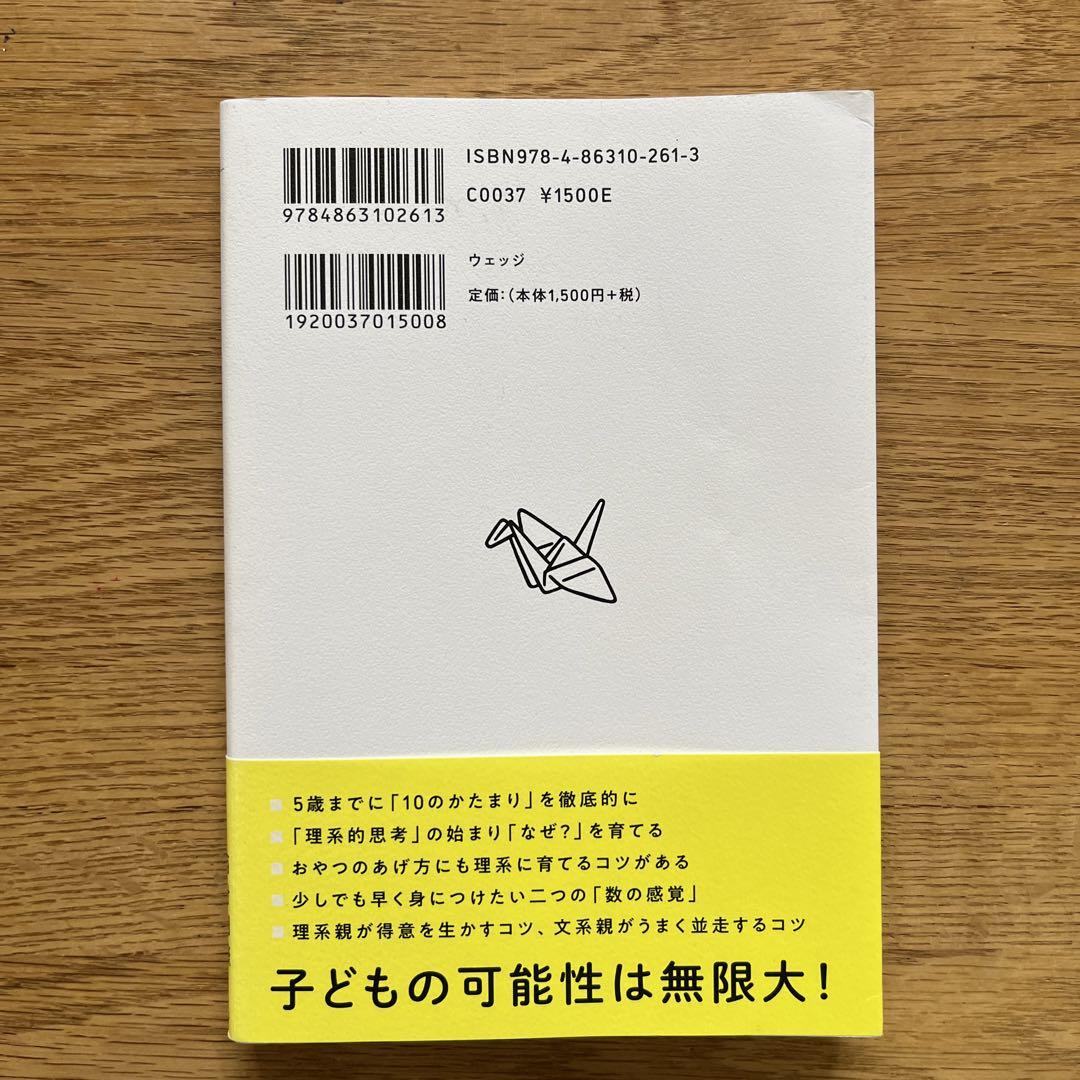 ISBN978-4-86310-261-3
C0037 ¥1500E
9784863102613
ウェッジ
定価:(本体1,500円+税)
1920037015008
5歳までに「10のかたまり」を徹底的に
「理系的思考」の始まり「なぜ?」を育てる
おやつのあげ方にも理系に育てるコツがある
少しでも早く身につけたい二つの「数の感覚」
理系親が得意を生かすコツ、文系親がうまく並走するコツ
子どもの可能性は無限大!